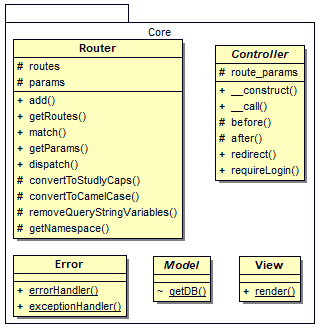 Core
Router
# routes
# params
+ add()
+ getRoutes()
+ match()
+ getParams()
+ dispatch()
# convertToStudlyCaps()
# convertToCamelCase()
# removeQueryStringVariables()
# getNamespace()
Controller
# route_params
+ __construct()
+ __call()
# before()
# after()
+ redirect()
+ requireLogin()
Error
+ errorHandler()
+ exceptionHandler()
Model
~ getDB()
View
+ render()